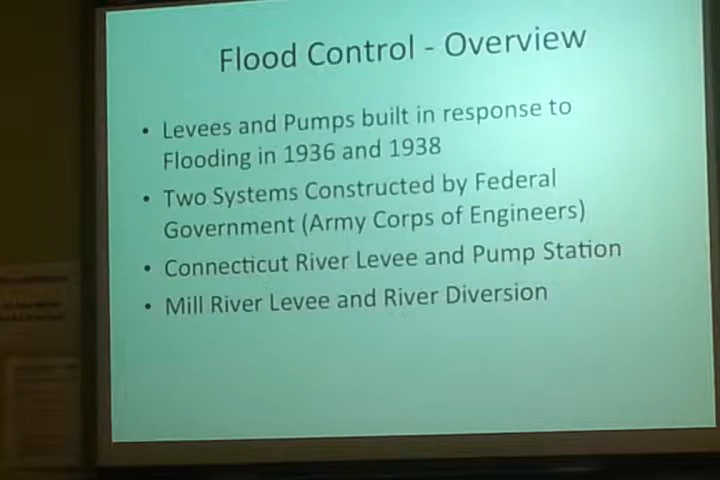 Flood Control - Overview
• Levees and Pumps built in response to
Flooding in 1936 and 1938
• Two Systems Constructed by Federal
Government (Army Corps of Engineers)
• Connecticut River Levee and Pump Station
• Mill River Levee and River Diversion